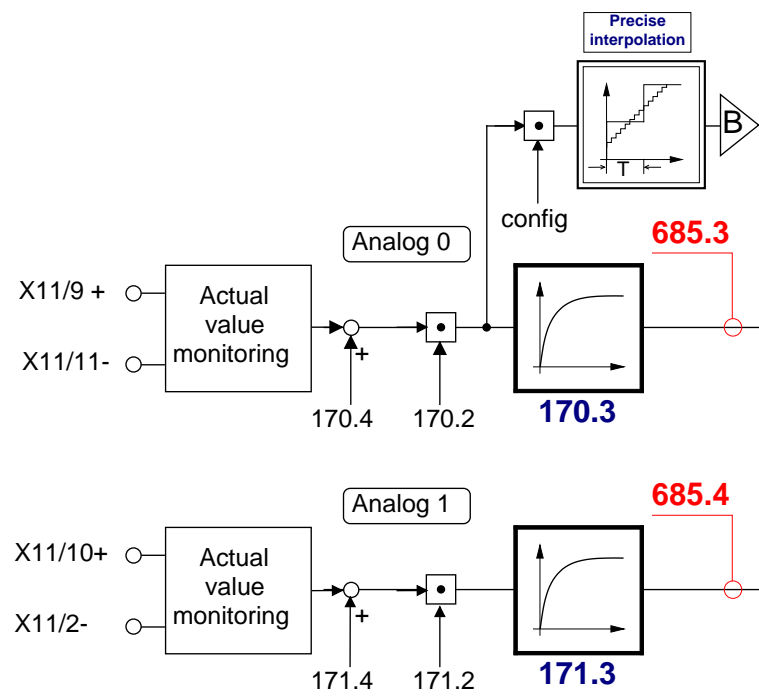 Precise
interpolation
B
T
config
Analog 0
685.3
X11/9 +
X11/11-
Actual
value
monitoring
+
170.4
170.2
170.3
Analog 1
685.4
X11/10+
X11/2-
Actual
value
monitoring
+
171.4
171.2
171.3